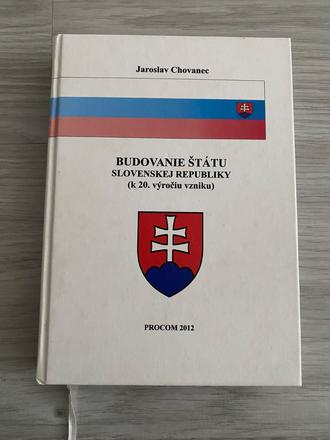 Jaroslav Chovanec
BUDOVANIE ŠTÁTU
SLOVENSKEJ REPUBLIKY
(k 20. výročiu vzniku)
PROCOM 2012